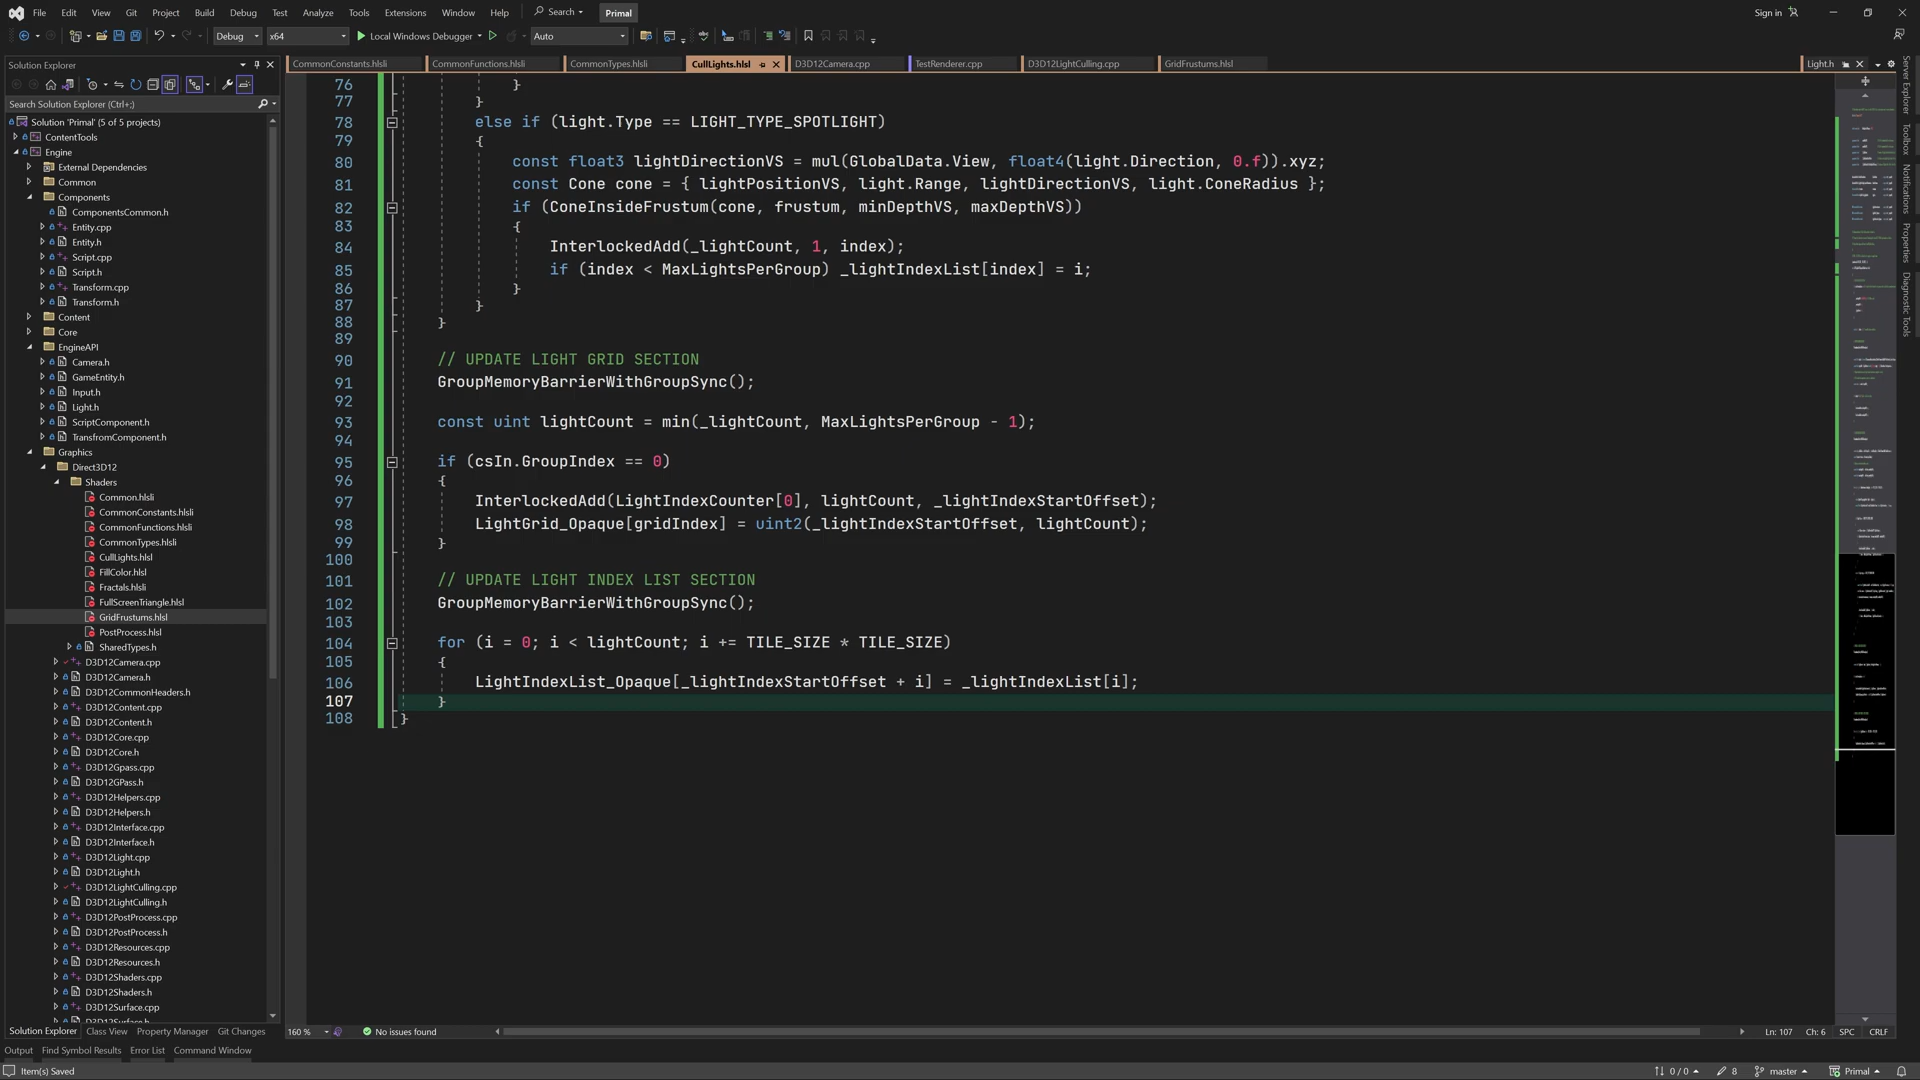 File Edit View Git Project Build Debug Test Analyze Tools Extensions Window Help Search Primal Sign in
Debug x64 Local Windows Debugger Auto
Solution Explorer
Search Solution Explorer (Ctrl+;)
Solution 'Primal' (5 of 5 projects)
ContentTools
Engine
External Dependencies
Common
Components
ComponentsCommon.h
Entity.cpp
Entity.h
Script.cpp
Script.h
Transform.cpp
Transform.h
Content
Core
EngineAPI
Camera.h
GameEntity.h
Input.h
Light.h
ScriptComponent.h
TransfromComponent.h
Graphics
Direct3D12
Shaders
Common.hlsli
CommonConstants.hlsli
CommonFunctions.hlsli
CommonTypes.hlsli
CullLights.hlsl
FillColor.hlsl
Fractals.hlsli
FullScreenTriangle.hlsl
GridFrustums.hlsl
PostProcess.hlsl
SharedTypes.h
D3D12Camera.cpp
D3D12Camera.h
D3D12CommonHeaders.h
D3D12Content.cpp
D3D12Content.h
D3D12Core.cpp
D3D12Core.h
D3D12Gpass.cpp
D3D12GPass.h
D3D12Helpers.cpp
D3D12Helpers.h
D3D12Interface.cpp
D3D12Interface.h
D3D12Light.cpp
D3D12Light.h
D3D12LightCulling.cpp
D3D12LightCulling.h
D3D12PostProcess.cpp
D3D12PostProcess.h
D3D12Resources.cpp
D3D12Resources.h
D3D12Shaders.cpp
D3D12Shaders.h
D3D12Surface.cpp
D3D12Surface.h
Solution Explorer Class View Property Manager Git Changes
CommonConstants.hlsli CommonFunctions.hlsli CommonTypes.hlsli CullLights.hlsl D3D12Camera.cpp TestRenderer.cpp D3D12LightCulling.cpp GridFrustums.hlsl Light.h
76 }
77 }
78 else if (light.Type == LIGHT_TYPE_SPOTLIGHT)
79 {
80 const float3 lightDirectionVS = mul(GlobalData.View, float4(light.Direction, 0.f)).xyz;
81 const Cone cone = { lightPositionVS, light.Range, lightDirectionVS, light.ConeRadius };
82 if (ConeInsideFrustum(cone, frustum, minDepthVS, maxDepthVS))
83 {
84 InterlockedAdd(_lightCount, 1, index);
85 if (index < MaxLightsPerGroup) _lightIndexList[index] = i;
86 }
87 }
88 }
89
90 // UPDATE LIGHT GRID SECTION
91 GroupMemoryBarrierWithGroupSync();
92
93 const uint lightCount = min(_lightCount, MaxLightsPerGroup - 1);
94
95 if (csIn.GroupIndex == 0)
96 {
97 InterlockedAdd(LightIndexCounter[0], lightCount, _lightIndexStartOffset);
98 LightGrid_Opaque[gridIndex] = uint2(_lightIndexStartOffset, lightCount);
99 }
100
101 // UPDATE LIGHT INDEX LIST SECTION
102 GroupMemoryBarrierWithGroupSync();
103
104 for (i = 0; i < lightCount; i += TILE_SIZE * TILE_SIZE)
105 {
106 LightIndexList_Opaque[_lightIndexStartOffset + i] = _lightIndexList[i];
107 }
108 }
Server Explorer
Toolbox
Notifications
Properties
Diagnostic Tools
160 % No issues found Ln: 107 Ch: 6 SPC CRLF
Output Find Symbol Results Error List Command Window
Item(s) Saved 0 / 0 8 master Primal